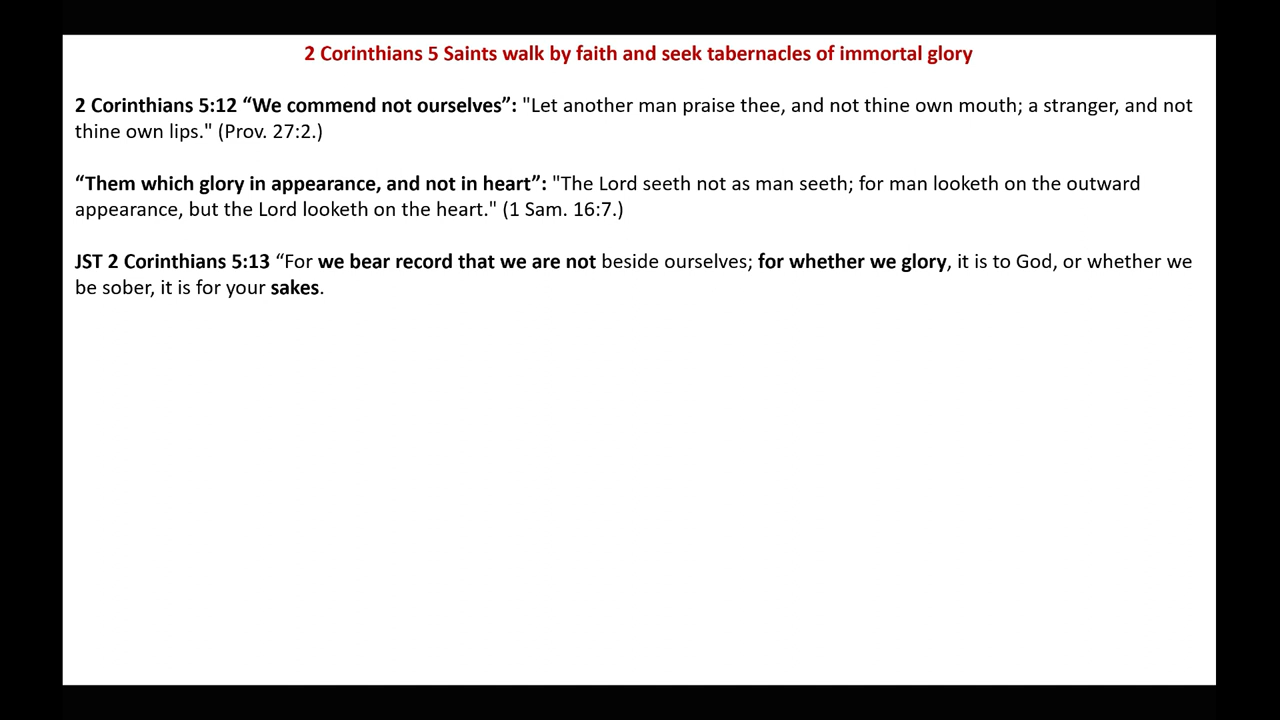 2 Corinthians 5 Saints walk by faith and seek tabernacles of immortal glory
2 Corinthians 5:12 “We commend not ourselves”: "Let another man praise thee, and not thine own mouth; a stranger, and not
thine own lips." (Prov. 27:2.)
“Them which glory in appearance, and not in heart”: "The Lord seeth not as man seeth; for man looketh on the outward
appearance, but the Lord looketh on the heart." (1 Sam. 16:7.)
JST 2 Corinthians 5:13 “For we bear record that we are not beside ourselves; for whether we glory, it is to God, or whether we
be sober, it is for your sakes.